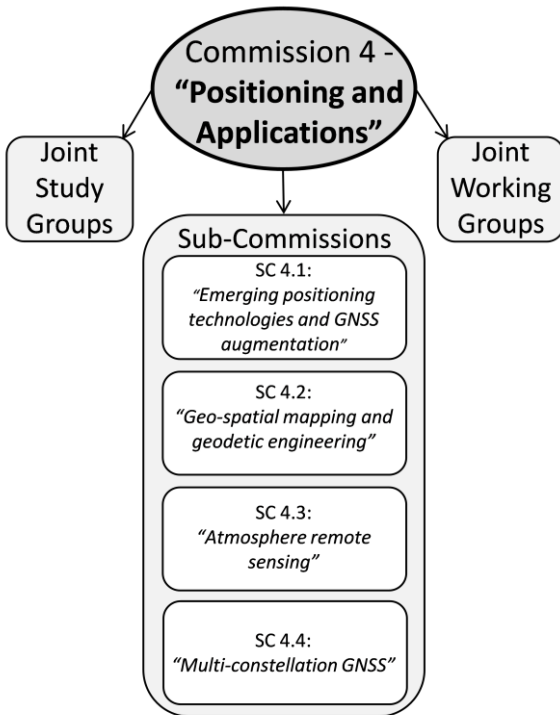 Commission 4 -
“Positioning and
Applications”
Joint
Study
Groups
Joint
Working
Groups
Sub-Commissions
SC 4.1:
“Emerging positioning
technologies and GNSS
augmentation”
SC 4.2:
“Geo-spatial mapping and
geodetic engineering”
SC 4.3:
“Atmosphere remote
sensing”
SC 4.4:
“Multi-constellation GNSS”